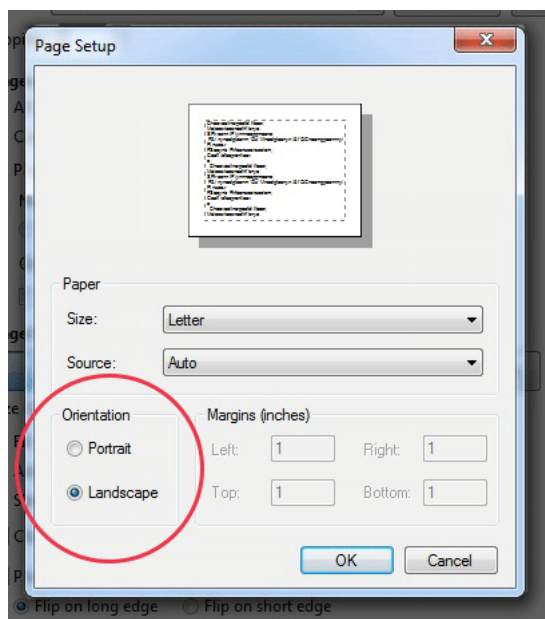 Page Setup
Paper
Size:
Letter
Source:
Auto
Orientation
Portrait
Landscape
Margins (inches)
Left: 1
Right: 1
Top: 1
Bottom: 1
OK
Cancel
Flip on long edge
Flip on short edge